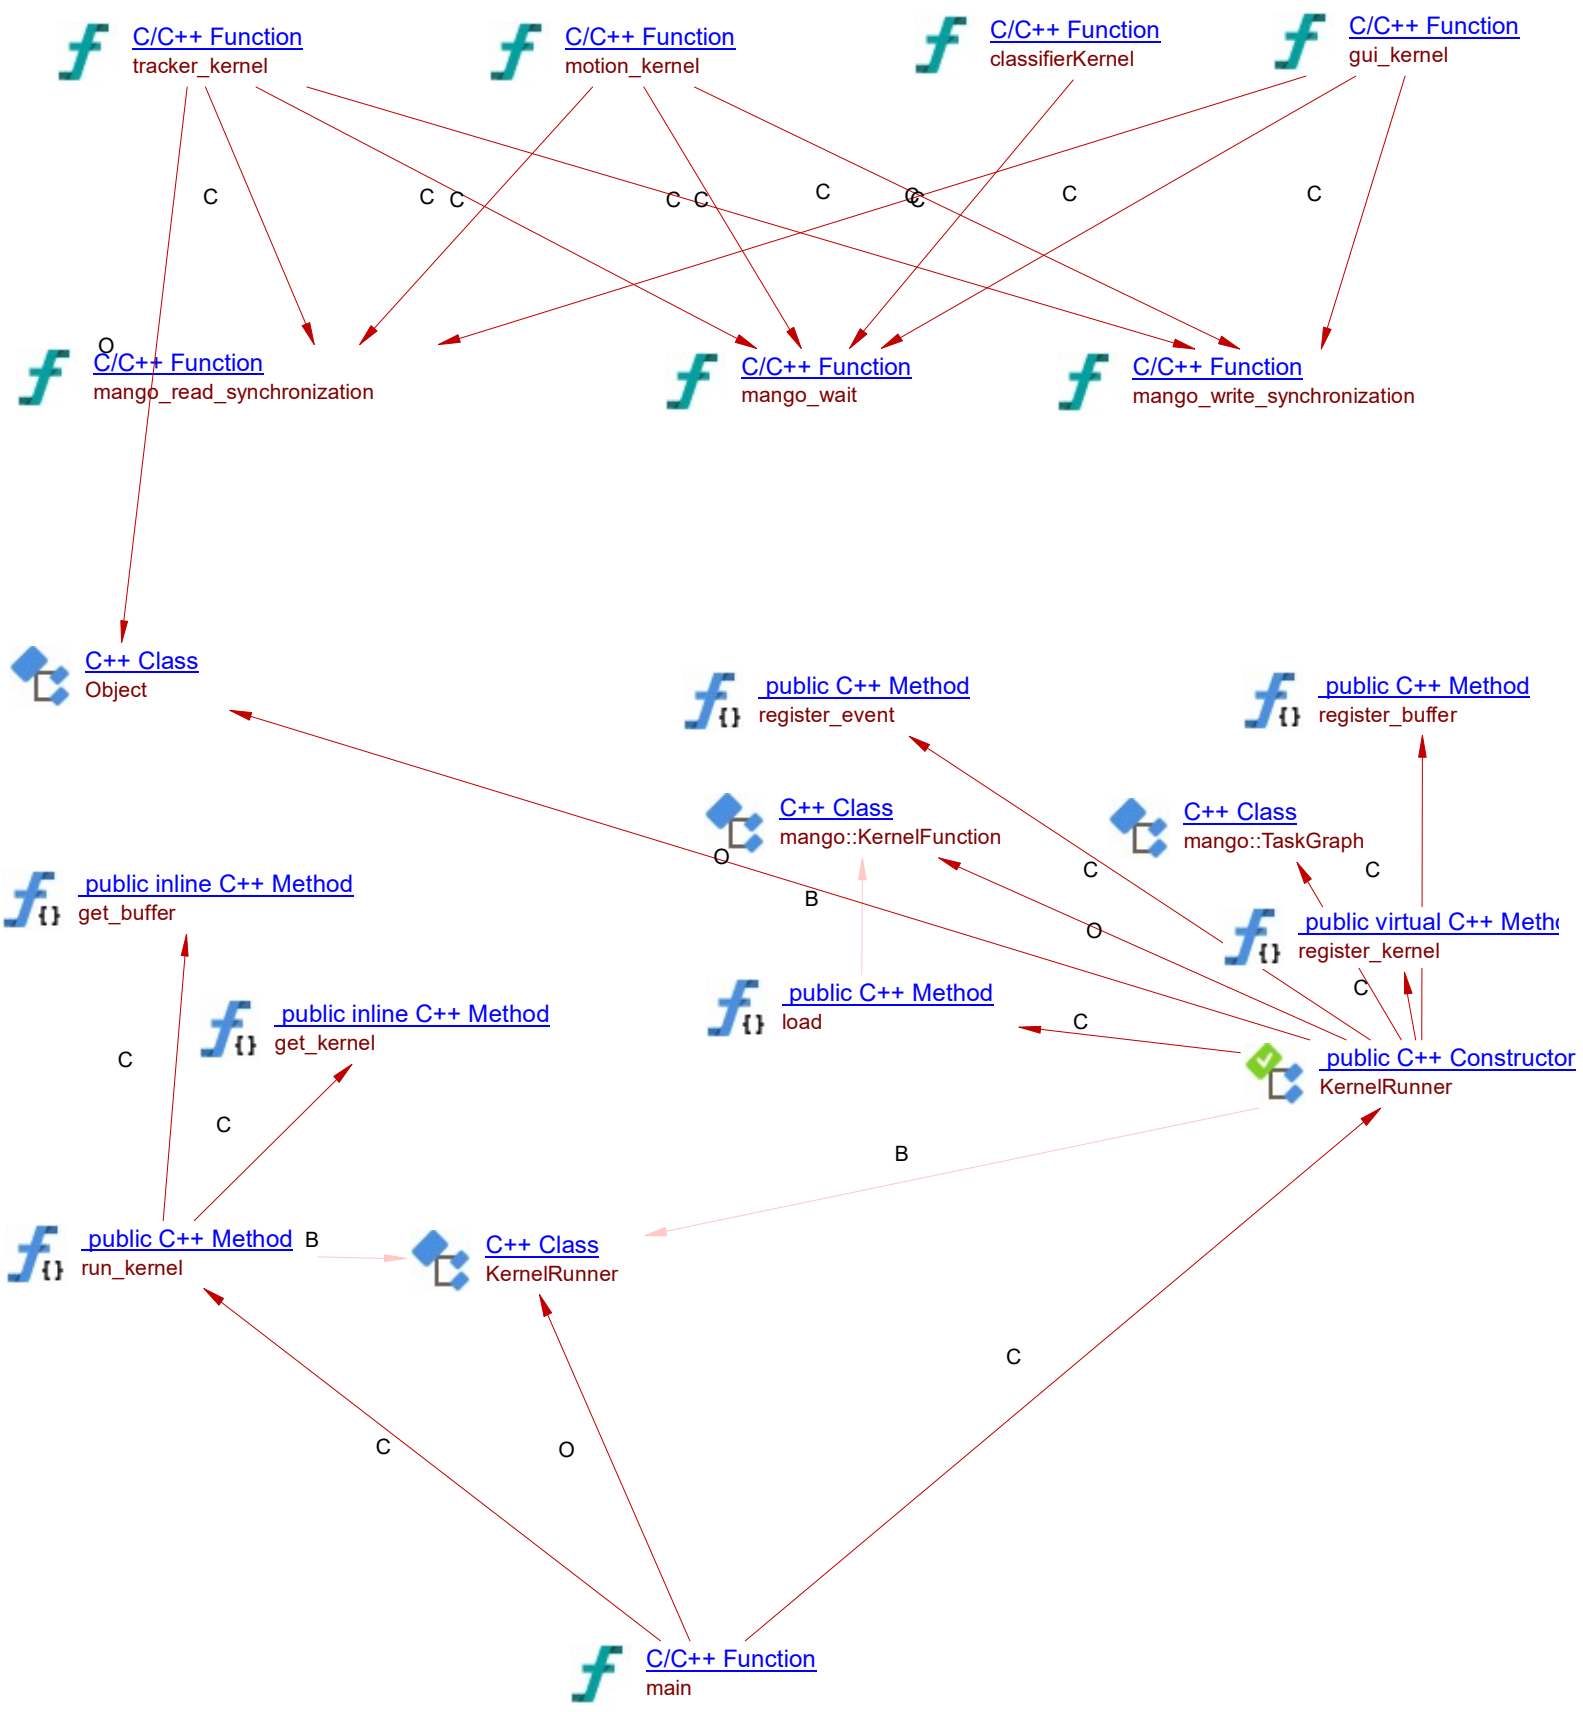 C/C++ Function
tracker_kernel
C/C++ Function
motion_kernel
C/C++ Function
classifierKernel
C/C++ Function
gui_kernel
C
C
C
C
C
C
C
C
C
C
O
C/C++ Function
mango_read_synchronization
C/C++ Function
mango_wait
C/C++ Function
mango_write_synchronization
C++ Class
Object
public C++ Method
register_event
public C++ Method
register_buffer
C++ Class
mango::KernelFunction
C++ Class
mango::TaskGraph
O
C
C
B
O
public inline C++ Method
get_buffer
public virtual C++ Metho
register_kernel
C
public inline C++ Method
get_kernel
public C++ Method
load
C
C
public C++ Constructor
KernelRunner
C
B
public C++ Method
run_kernel
B
C++ Class
KernelRunner
C
C
O
C/C++ Function
main